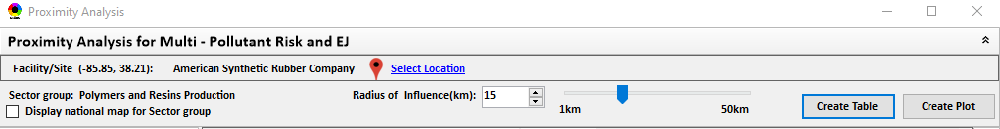 Proximity Analysis
Proximity Analysis for Multi - Pollutant Risk and EJ
Facility/Site (-85.85, 38.21): American Synthetic Rubber Company Select Location
Sector group: Polymers and Resins Production Radius of Influence(km): 15
Display national map for Sector group 1km 50km Create Table Create Plot